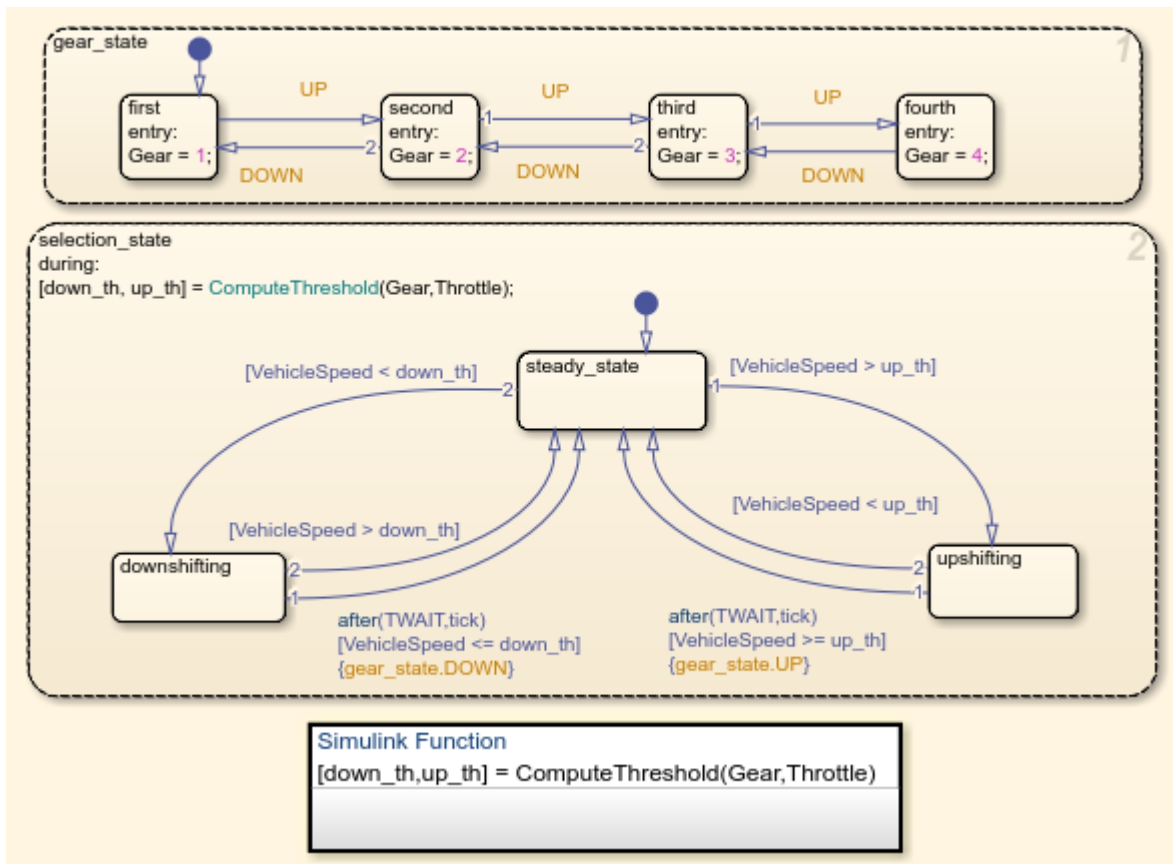 gear_state
1
first
entry:
Gear = 1;
UP
DOWN
second
entry:
Gear = 2;
1
2
UP
DOWN
third
entry:
Gear = 3;
1
2
UP
DOWN
fourth
entry:
Gear = 4;
selection_state
2
during:
[down_th, up_th] = ComputeThreshold(Gear,Throttle);
steady_state
[VehicleSpeed < down_th]
2
[VehicleSpeed > up_th]
1
[VehicleSpeed > down_th]
[VehicleSpeed < up_th]
downshifting
2
1
upshifting
2
1
after(TWAIT,tick)
[VehicleSpeed <= down_th]
{gear_state.DOWN}
after(TWAIT,tick)
[VehicleSpeed >= up_th]
{gear_state.UP}
Simulink Function
[down_th,up_th] = ComputeThreshold(Gear,Throttle)